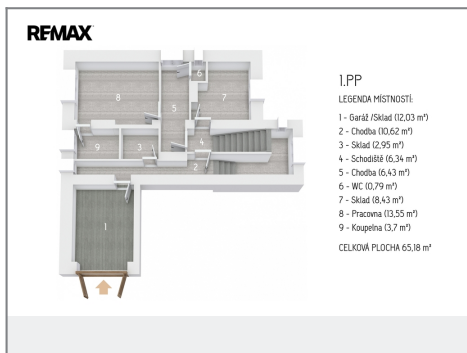 REMAX
1.PP
LEGENDA MÍSTNOSTÍ:
1 - Garáž /Sklad (12,03 m²)
2 - Chodba (10,62 m²)
3 - Sklad (2,95 m²)
4 - Schodiště (6,34 m²)
5 - Chodba (6,43 m²)
6 - WC (0,79 m²)
7 - Sklad (8,43 m²)
8 - Pracovna (13,55 m²)
9 - Koupelna (3,7 m²)
CELKOVÁ PLOCHA 65,18 m²
6
8
5
7
9
3
4
2
1